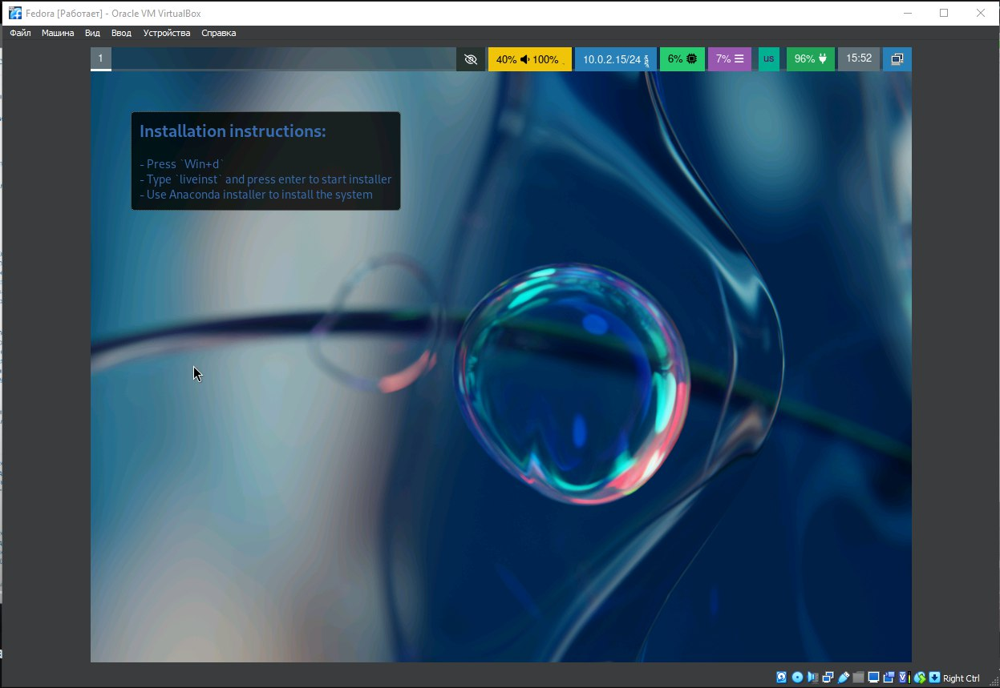 Fedora [Работает] - Oracle VM VirtualBox
Файл Машина Вид Ввод Устройства Справка
1 40% 100% 10.0.2.15/24 6% 7% us 96% 15:52
Installation instructions:
- Press `Win+d`
- Type `liveinst` and press enter to start installer
- Use Anaconda installer to install the system
Right Ctrl